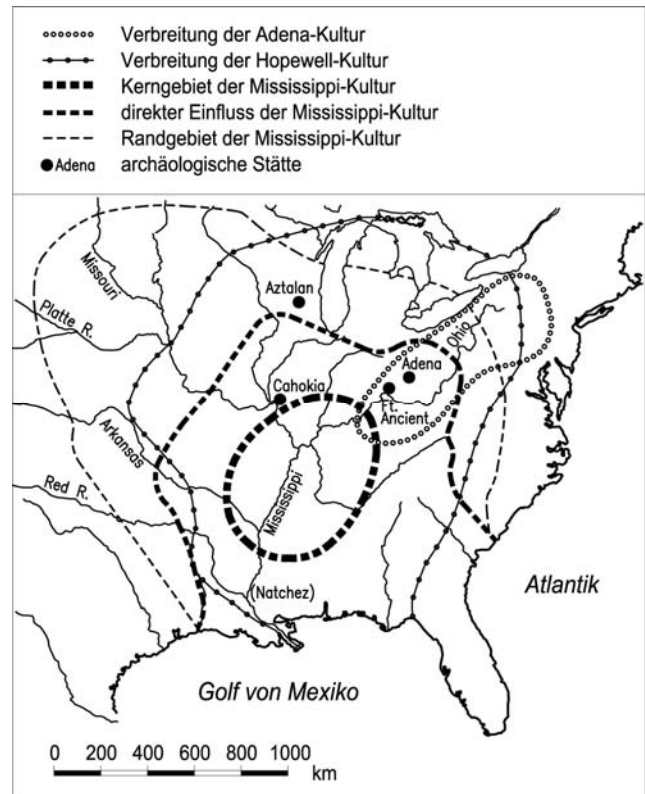 Verbreitung der Adena-Kultur
Verbreitung der Hopewell-Kultur
Kerngebiet der Mississippi-Kultur
direkter Einfluss der Mississippi-Kultur
Randgebiet der Mississippi-Kultur
Adena archäologische Stätte
Missouri
Platte R.
Aztalan
Ohio
Adena
Cahokia
Ft.
Ancient
Arkansas
Mississippi
Red R.
(Natchez)
Atlantik
Golf von Mexiko
0 200 400 600 800 1000
km